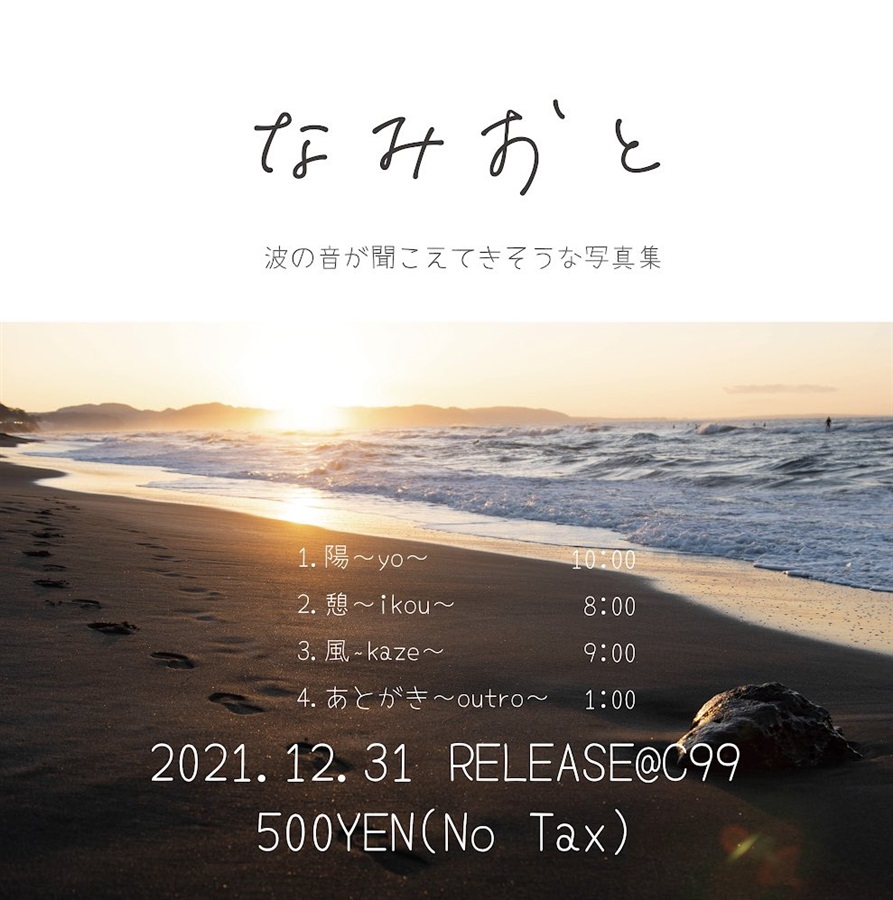 なみおと
波の音が聞こえてきそうな写真集
1.陽～yo～ 10:00
2.憩～ikou～ 8:00
3.風~kaze～ 9:00
4.あとがき～outro～ 1:00
2021.12.31 RELEASE@C99
500YEN(No Tax)